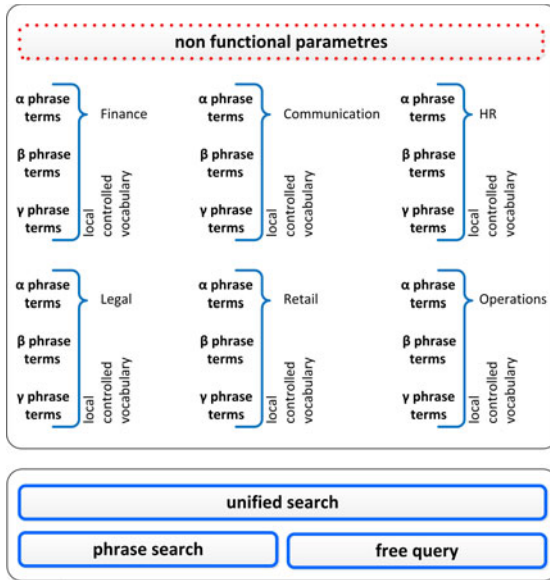 non functional parametres
α phrase terms
Finance
β phrase terms
γ phrase terms
local controlled vocabulary
α phrase terms
Communication
β phrase terms
γ phrase terms
local controlled vocabulary
α phrase terms
HR
β phrase terms
γ phrase terms
local controlled vocabulary
α phrase terms
Legal
β phrase terms
γ phrase terms
local controlled vocabulary
α phrase terms
Retail
β phrase terms
γ phrase terms
local controlled vocabulary
α phrase terms
Operations
β phrase terms
γ phrase terms
local controlled vocabulary
unified search
phrase search
free query